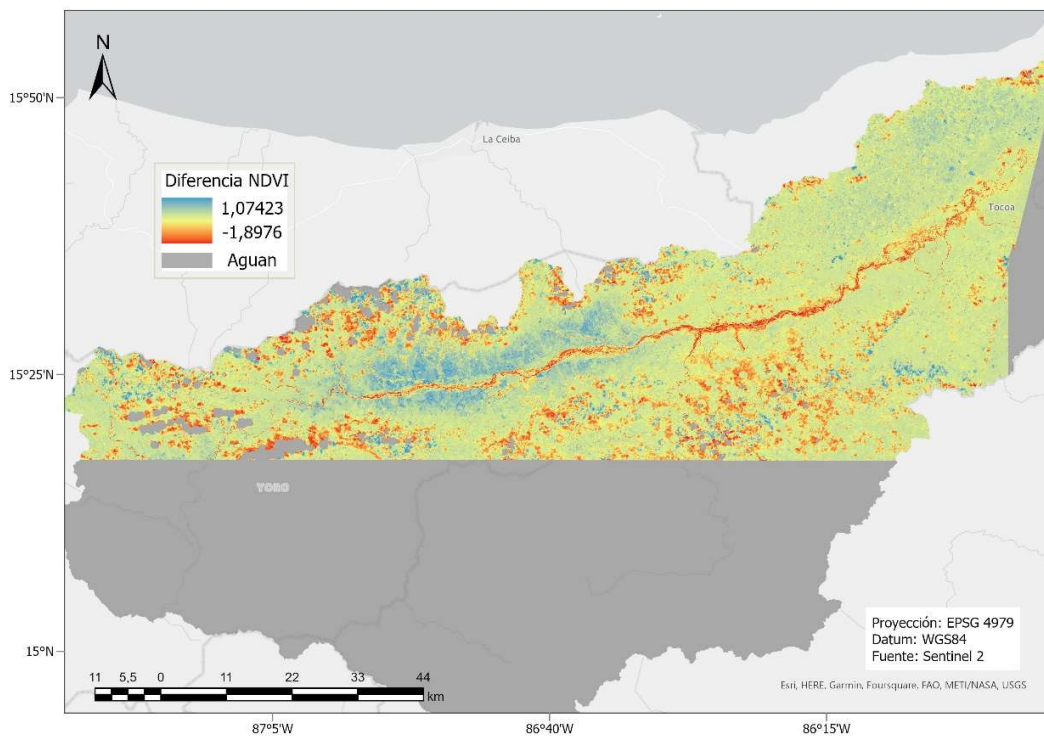 N
15°50'
La Ceiba
Diferencia NDVI
1,07423
-1,8976
Aguan
Tocoa
15°25'
YORO
Proyección: EPSG 4979
Datum: WGS84
Fuente: Sentinel 2
15°
Esri, HERE, Garmin, Foursquare, FAO, METI/NASA, USGS
11 5,5 0 11 22 33 44
km
87°5'W 86°40' 86°15'